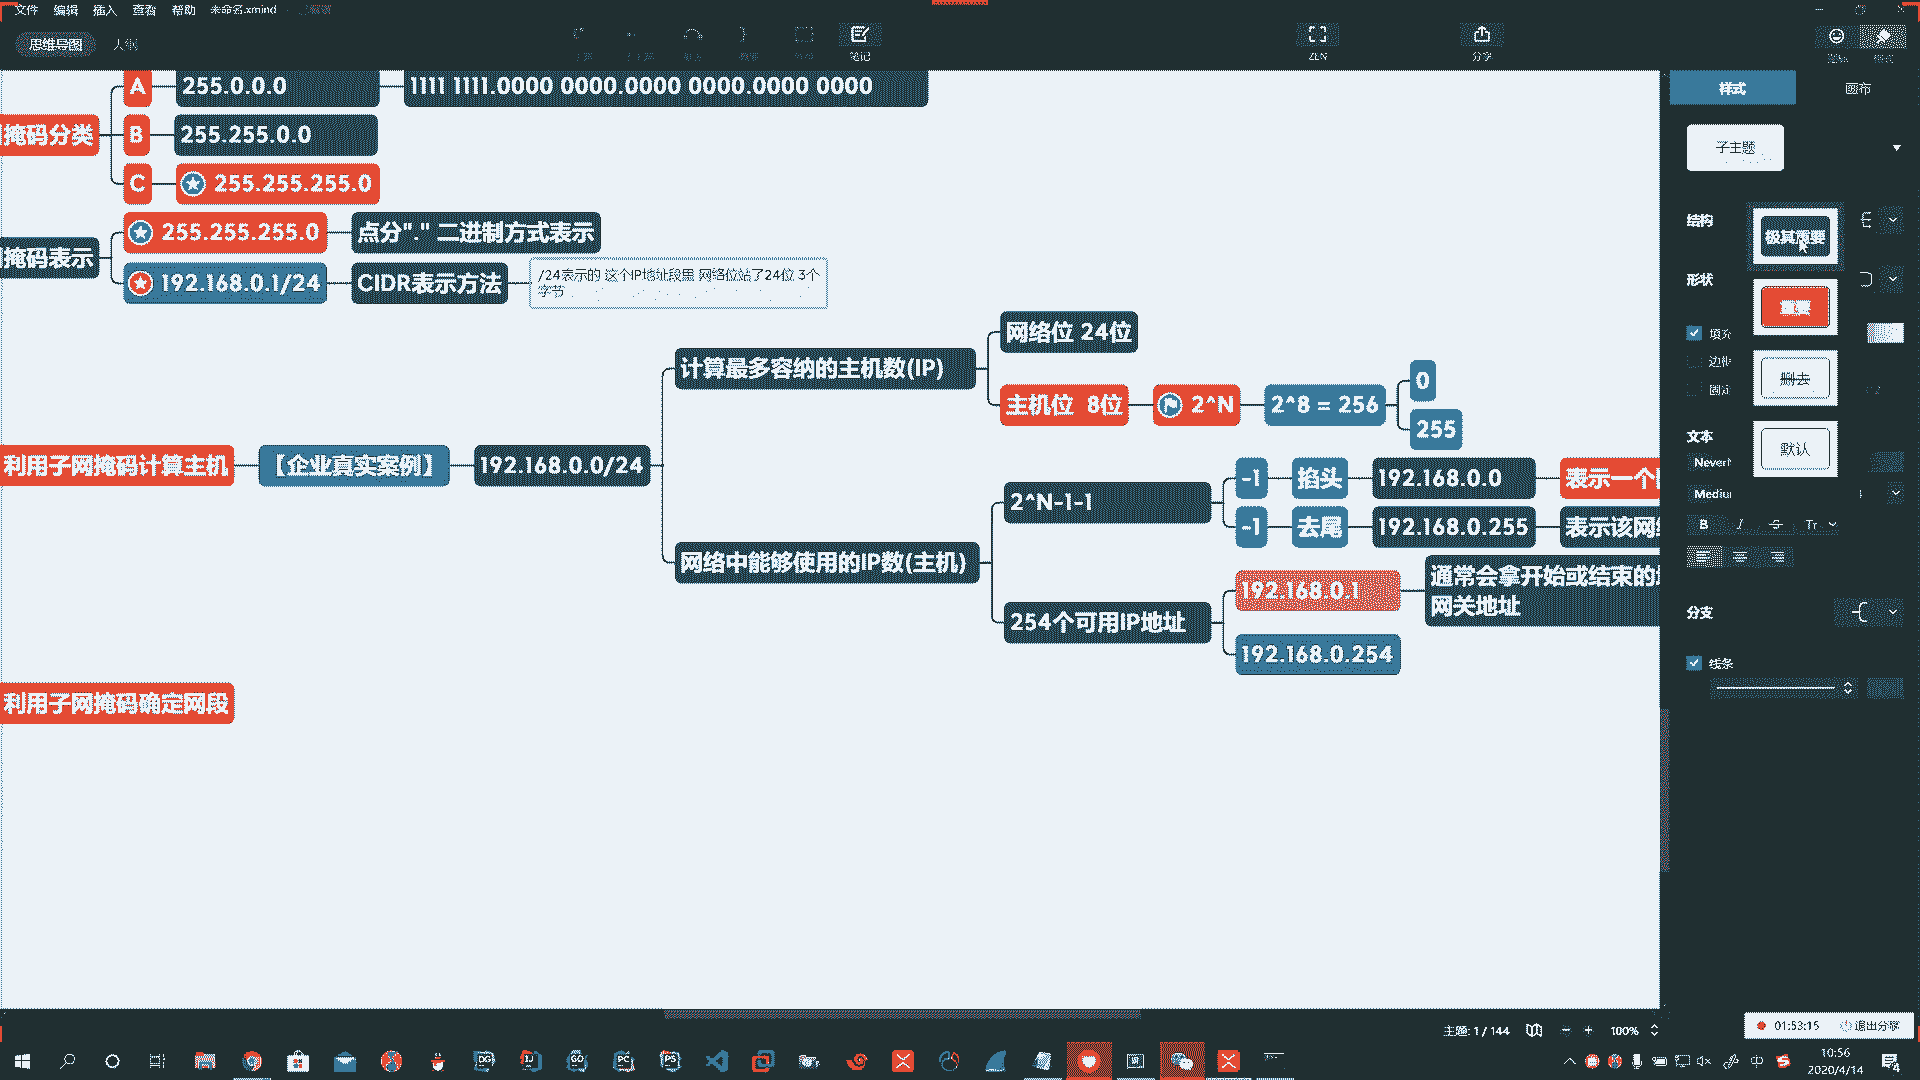 文件 编辑 插入 查看 帮助 未命名.xmind
思维导图 大纲
笔记
ZEN
分享
样式 画布
子主题
掩码分类
A 255.0.0.0 1111 1111.0000 0000.0000 0000.0000 0000
B 255.255.0.0
C 255.255.255.0
掩码表示
255.255.255.0 点分"." 二进制方式表示
192.168.0.1/24 CIDR表示方法
/24表示的 这个IP地址段里 网络位站了24位 3个
字节
利用子网掩码计算主机 【企业真实案例】 192.168.0.0/24
计算最多容纳的主机数(IP)
网络位 24位
主机位 8位 2^N 2^8 = 256
0
255
网络中能够使用的IP数(主机)
2^N-1-1
-1 掐头 192.168.0.0 表示一个
-1 去尾 192.168.0.255 表示该网
254个可用IP地址
192.168.0.1
通常会拿开始或结束的
网关地址
192.168.0.254
利用子网掩码确定网段
结构
极其重要
形状
重要
填充
边框
固定
删去
文本
默认
Never
Mediu
B I S Tr
分支
线条
主题: 1 / 144 100%
01:53:15 退出分享
DG IJ GO PC PS
中
10:56
2020/4/14
4